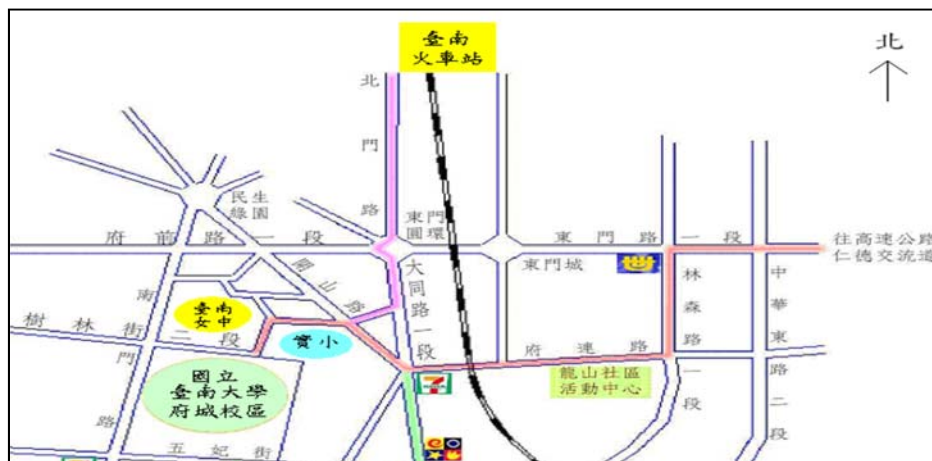 臺南
火車站
北
北門路
民生
綠園
東門
圓環
府前路一段
東門路一段
往高速公路
仁德交流道
東門城
開山路
大同路一段
林森路一段
中華東路二段
南門路
臺南
女中
樹林街二段
實小
府連路
7
龍山社區
活動中心
國立
臺南大學
府城校區
五妃街